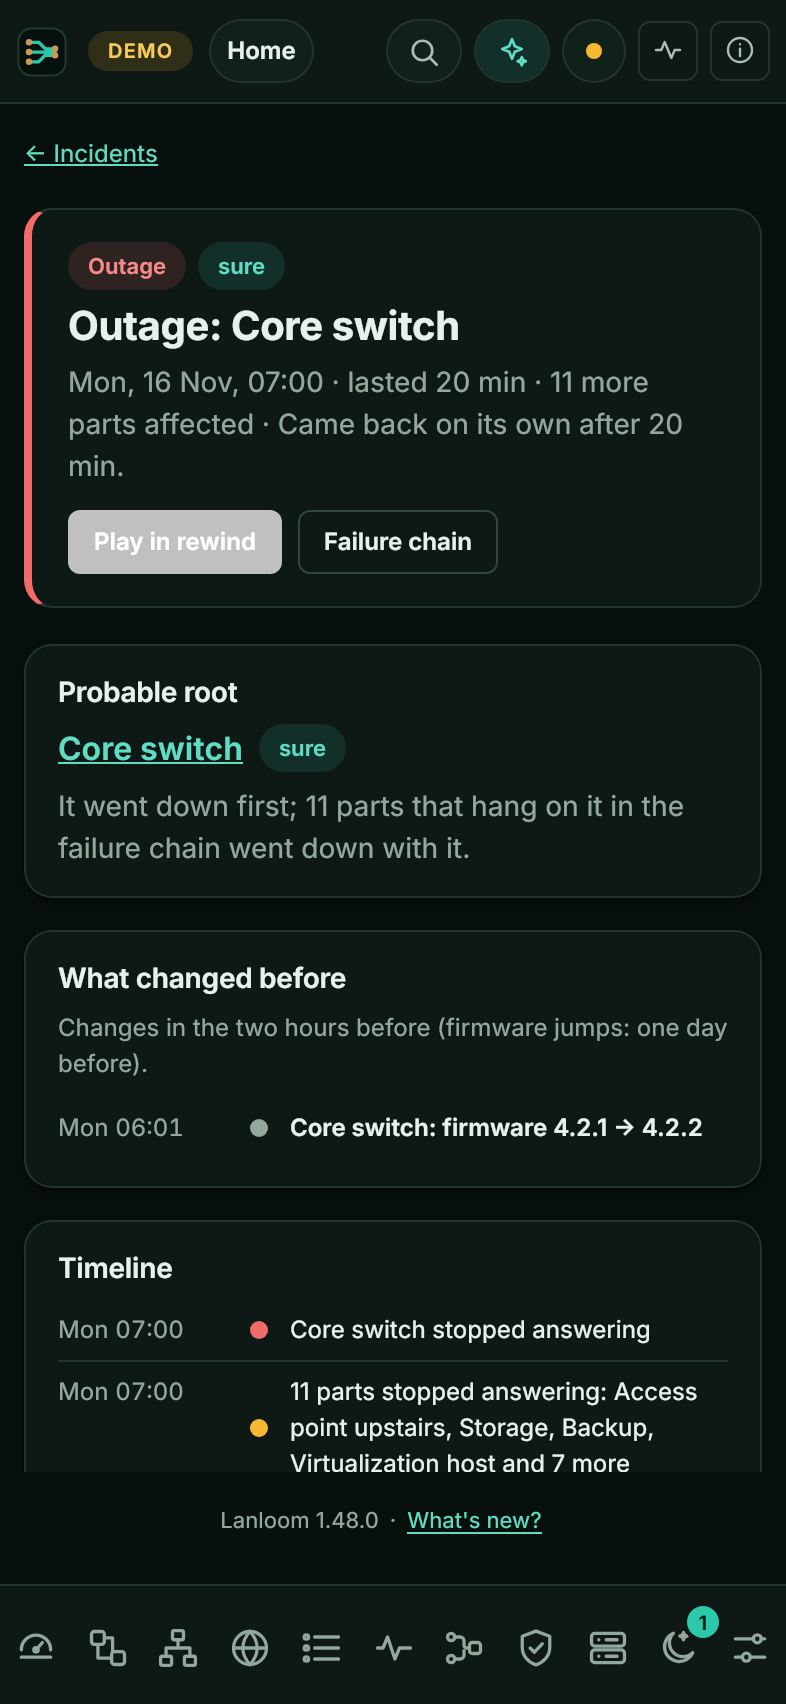 DEMO
Home
← Incidents
Outage
sure
Outage: Core switch
Mon, 16 Nov, 07:00 · lasted 20 min · 11 more
parts affected · Came back on its own after 20
min.
Play in rewind
Failure chain
Probable root
Core switch
sure
It went down first; 11 parts that hang on it in the
failure chain went down with it.
What changed before
Changes in the two hours before (firmware jumps: one day
before).
Mon 06:01
Core switch: firmware 4.2.1 → 4.2.2
Timeline
Mon 07:00
Core switch stopped answering
Mon 07:00
11 parts stopped answering: Access
point upstairs, Storage, Backup,
Virtualization host and 7 more
Lanloom 1.48.0 · What's new?
1